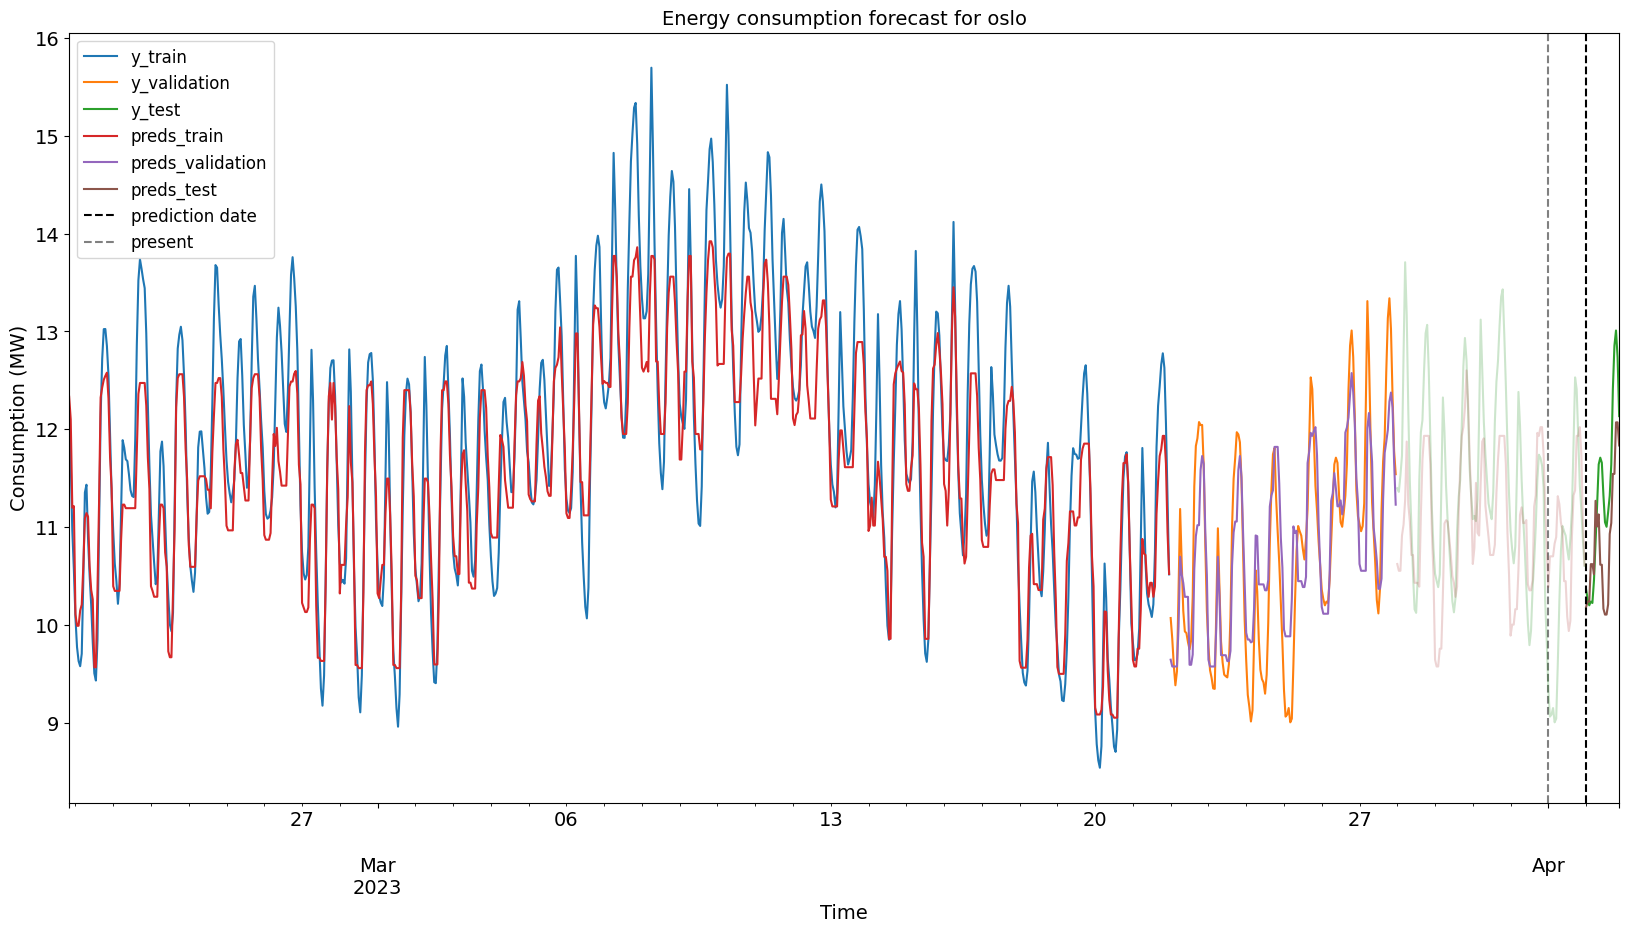 Energy consumption forecast for oslo
16
15
14
13
12
11
10
9
Consumption (MW)
y_train
y_validation
y_test
preds_train
preds_validation
preds_test
prediction date
present
27
06
13
20
27
Mar
2023
Apr
Time